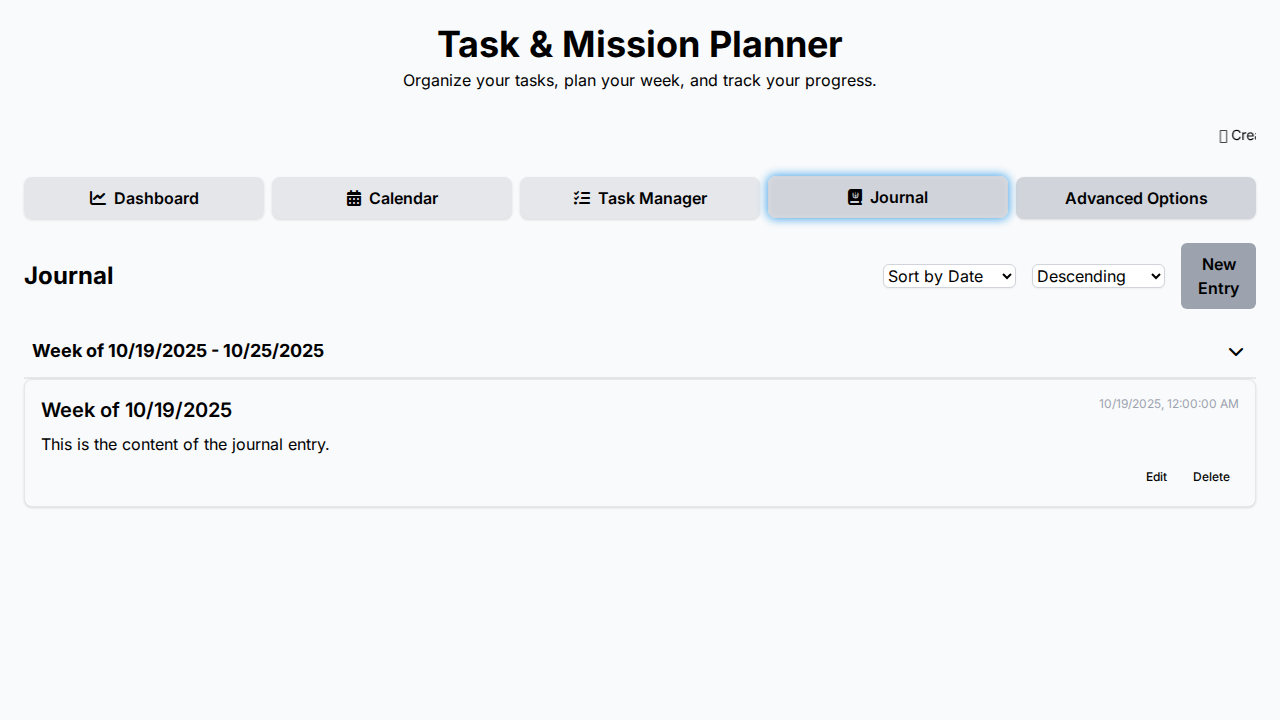 Task & Mission Planner
Organize your tasks, plan your week, and track your progress.
Dashboard
Calendar
Task Manager
Journal
Advanced Options
Journal
Sort by Date
Descending
New
Entry
Week of 10/19/2025 - 10/25/2025
Week of 10/19/2025
10/19/2025, 12:00:00 AM
This is the content of the journal entry.
Edit
Delete